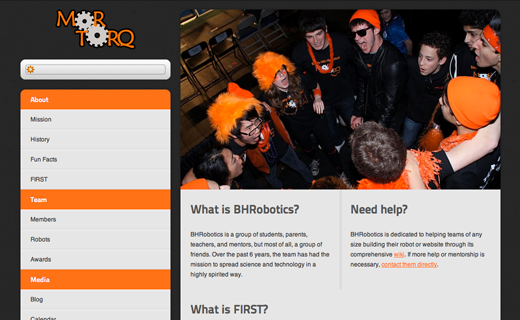 MOR
TORQ
About
Mission
History
Fun Facts
FIRST
Team
Members
Robots
Awards
Media
Blog
Calendar
What is BHRobotics?
BHRobotics is a group of students, parents,
teachers, and mentors, but most of all, a group of
friends. Over the past 6 years, the team has had the
mission to spread science and technology in a
highly spirited way.
Need help?
BHRobotics is dedicated to helping teams of any
size building their robot or website through its
comprehensive wiki. If more help or mentorship is
necessary, contact them directly.
What is FIRST?